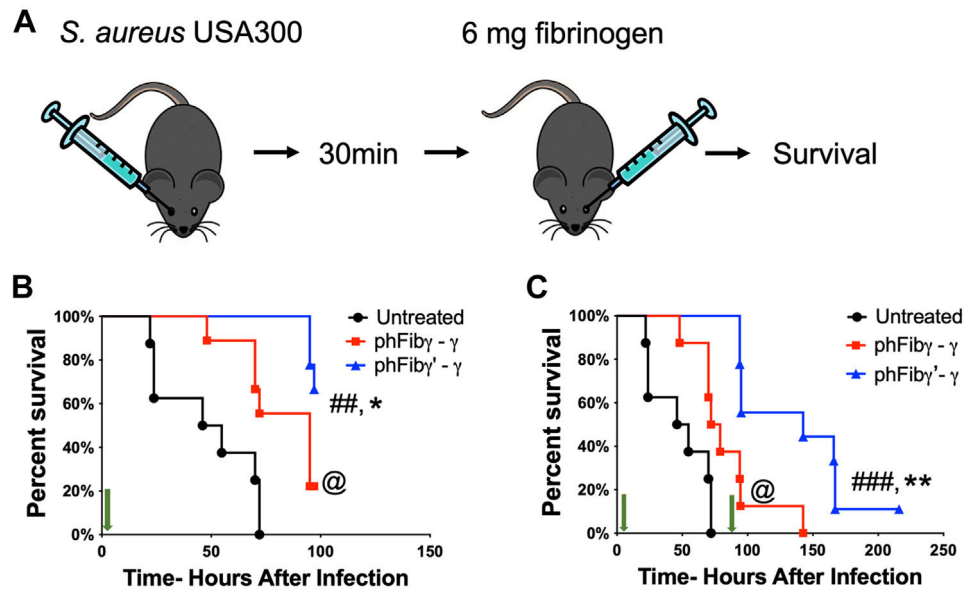 A
S. aureus USA300
6 mg fibrinogen
30min
Survival
B
Untreated
phFibγ - γ
phFibγ' - γ
100%
80%
60%
40%
20%
0%
Percent survival
##, *
@
0
50
100
150
Time- Hours After Infection
C
Untreated
phFibγ - γ
phFibγ'- γ
100%
80%
60%
40%
20%
0%
Percent survival
###, **
@
0
50
100
150
200
250
Time- Hours After Infection